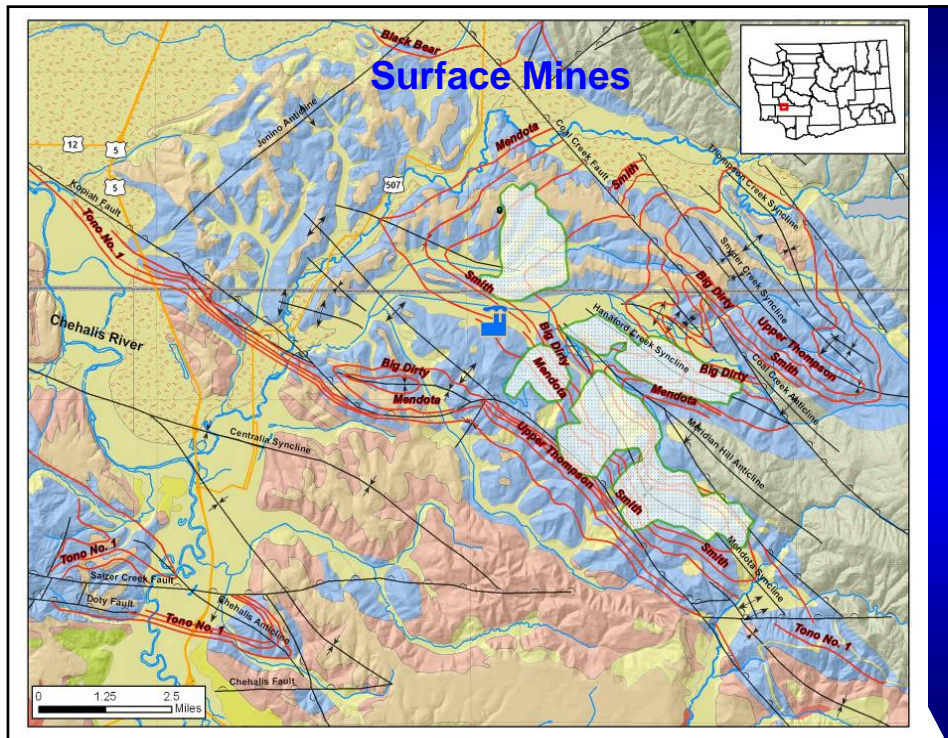 Black Bear
Surface Mines
Jenino Anticline
Mendota
Coal Creek Fault
Smith
Thompson Creek Syncline
12
5
507
5
Kopiah Fault
Tono No. 1
Snyder Creek Syncline
Smith
Big Dirty
Hanaford Creek Syncline
Upper Thompson
Chehalis River
Big Dirty
Smith
Big Dirty
Mendota
Big Dirty
Coal Creek Anticline
Mendota
Mendota
Meridian Hill Anticline
Centralia Syncline
Upper Thompson
Smith
Smith
Mendota Syncline
Tono No. 1
Salzer Creek Fault
Doty Fault
Chehalis Anticline
Tono No. 1
Tono No. 1
Chehalis Fault
0 1.25 2.5
Miles